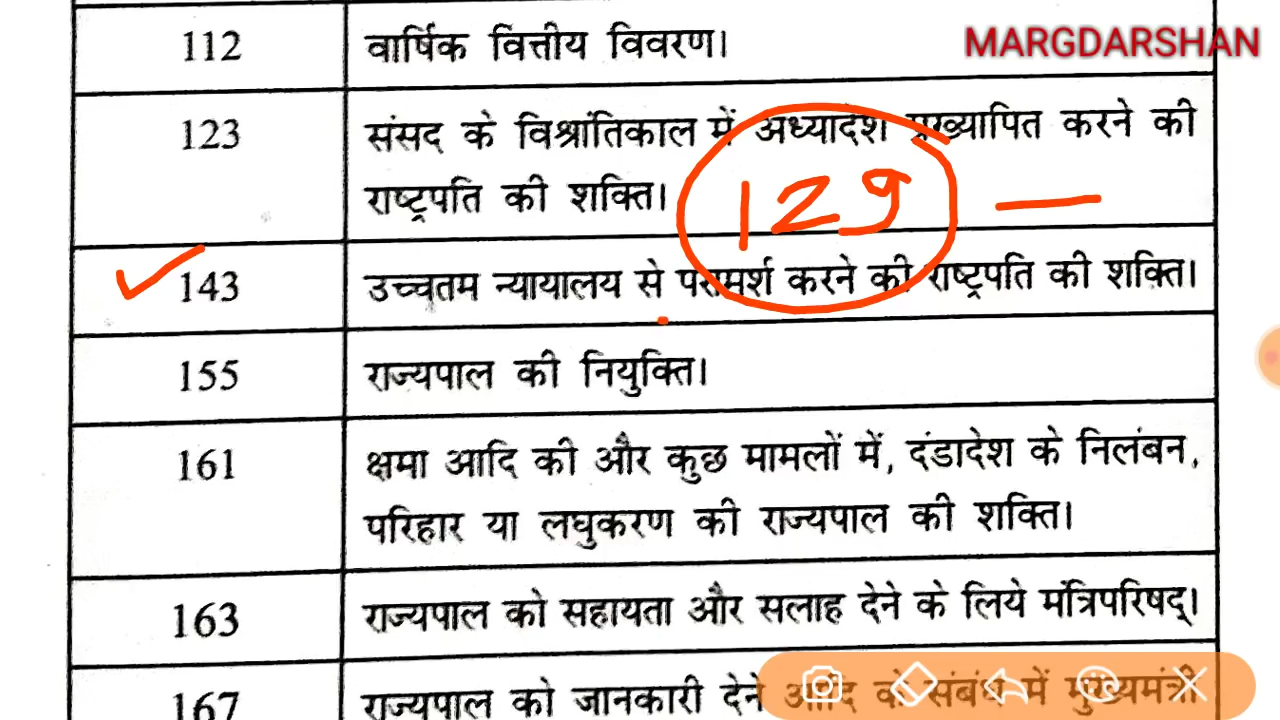 MARGDARSHAN
112 वार्षिक वित्तीय विवरण।
123 संसद के विश्रांतिकाल में अध्यादेश प्रख्यापित करने की
राष्ट्रपति की शक्ति।
129
143 उच्चतम न्यायालय से परामर्श करने की राष्ट्रपति की शक्ति।
155 राज्यपाल की नियुक्ति।
161 क्षमा आदि की और कुछ मामलों में, दंडादेश के निलंबन,
परिहार या लघुकरण की राज्यपाल की शक्ति।
163 राज्यपाल को सहायता और सलाह देने के लिये मंत्रिपरिषद्।
167 राज्यपाल को जानकारी देने आदि के संबंध में मुख्यमंत्री